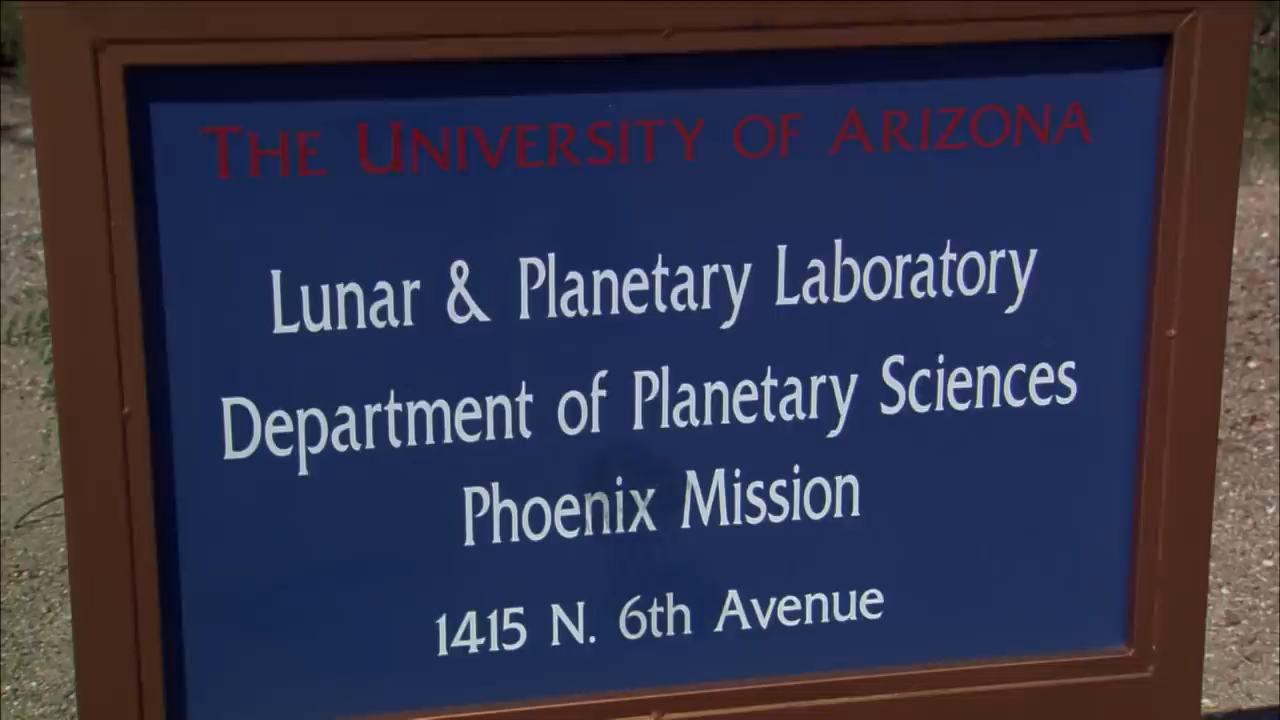 THE UNIVERSITY OF ARIZONA
Lunar & Planetary Laboratory
Department of Planetary Sciences
Phoenix Mission
1415 N. 6th Avenue